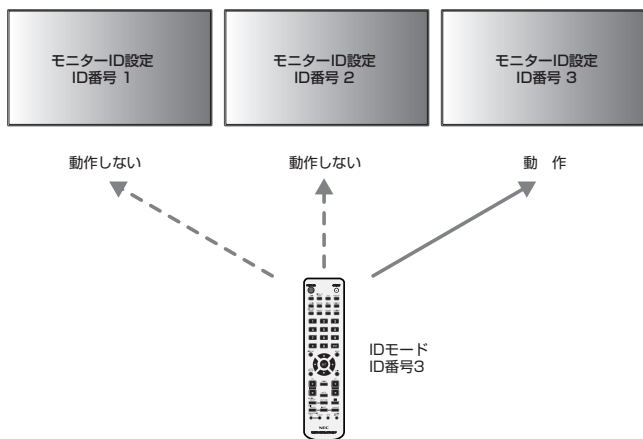 モニターID設定
ID番号 1
モニターID設定
ID番号 2
モニターID設定
ID番号 3
動作しない
動作しない
動 作
IDモード
ID番号3
NEC